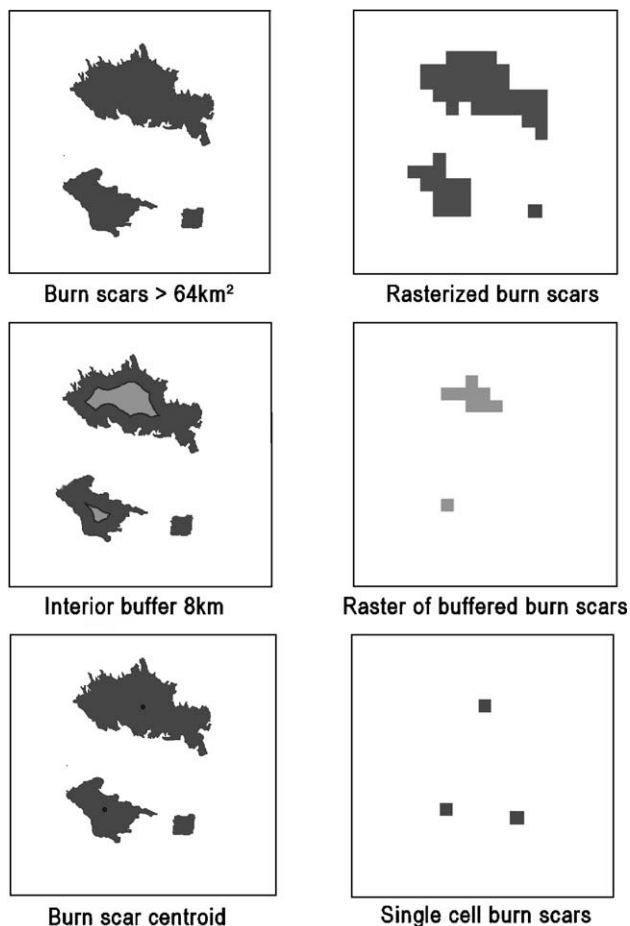 Burn scars > 64km²
Rasterized burn scars
Interior buffer 8km
Raster of buffered burn scars
Burn scar centroid
Single cell burn scars